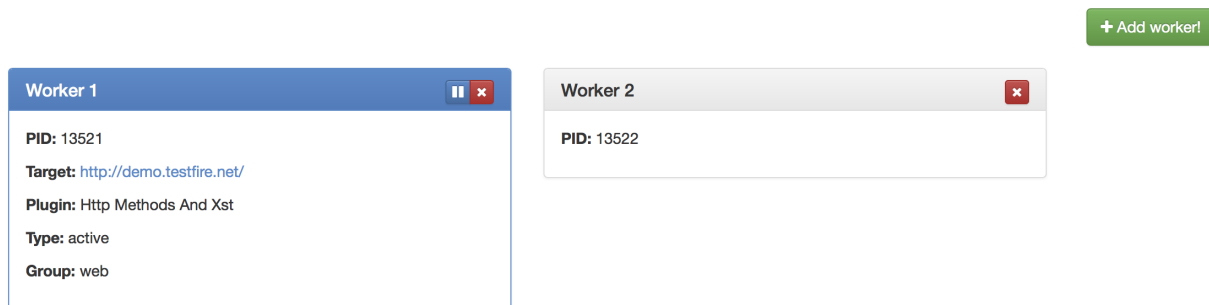 + Add worker!
Worker 1
PID: 13521
Target: http://demo.testfire.net/
Plugin: Http Methods And Xst
Type: active
Group: web
Worker 2
PID: 13522